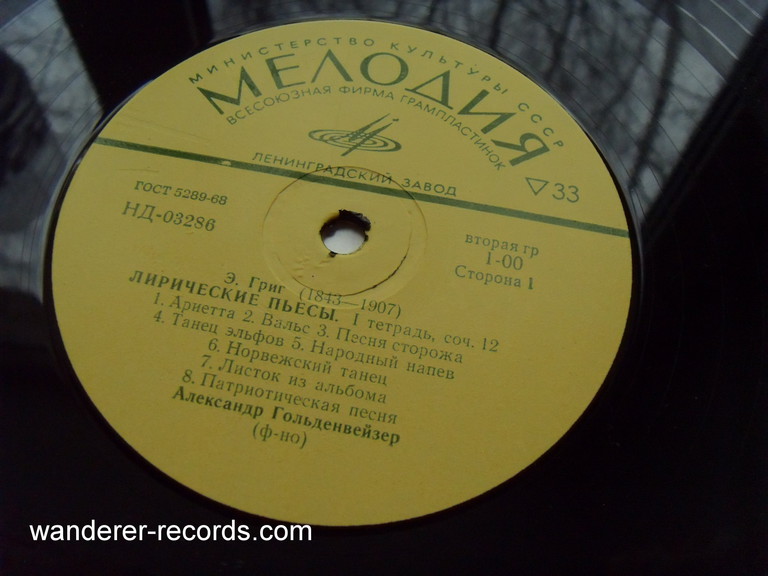 МИНИСТЕРСТВО КУЛЬТУРЫ СССР
МЕЛОДИЯ
ВСЕСОЮЗНАЯ ФИРМА ГРАМПЛАСТИНОК
ЛЕНИНГРАДСКИЙ ЗАВОД
33
ГОСТ 5289-68
НД-03286
вторая гр
1-00
Сторона 1
Э. Григ (1843—1907)
ЛИРИЧЕСКИЕ ПЬЕСЫ. I тетрадь, соч. 12
1. Ариетта 2. Вальс 3. Песня сторожа
4. Танец эльфов 5. Народный напев
6. Норвежский танец
7. Листок из альбома
8. Патриотическая песня
Александр Гольденвейзер
(ф-но)
wanderer-records.com